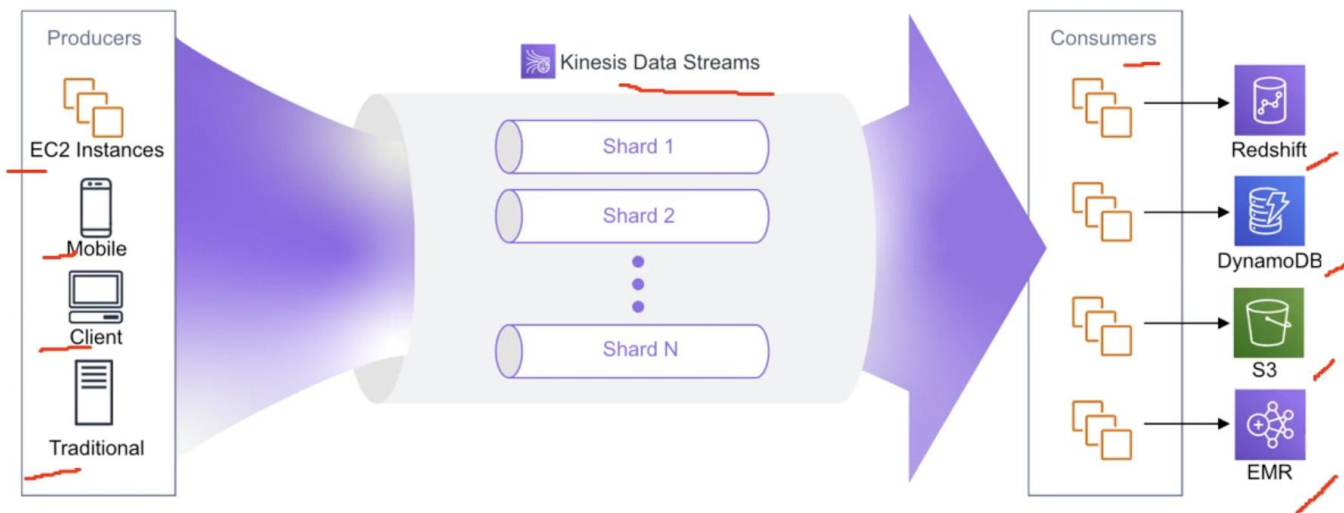 Producers
EC2 Instances
Mobile
Client
Traditional
Kinesis Data Streams
Shard 1
Shard 2
Shard N
Consumers
Redshift
DynamoDB
S3
EMR